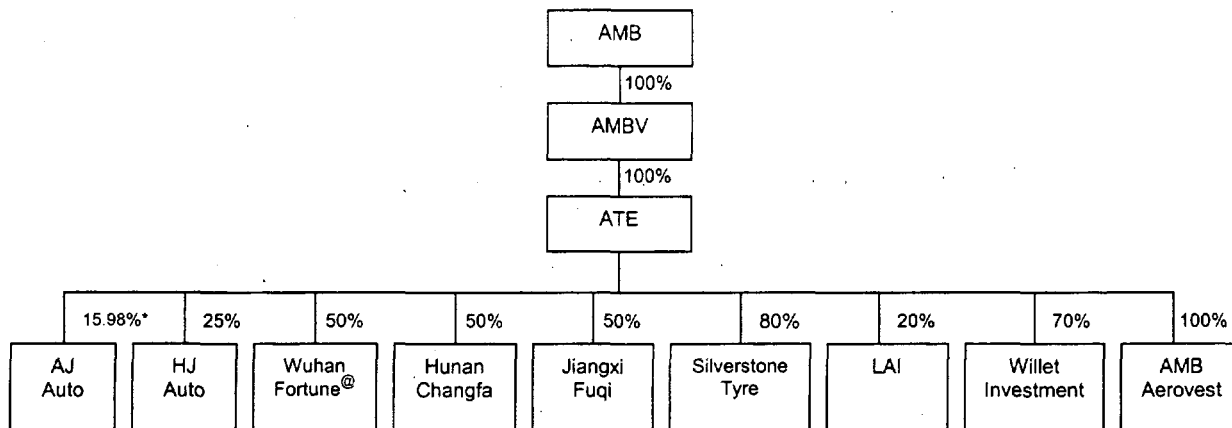 AMB
100%
AMBV
100%
ATE
15.98%* 25% 50% 50% 50% 80% 20% 70% 100%
AJ Auto
HJ Auto
Wuhan Fortune@
Hunan Changfa
Jiangxi Fuqi
Silverstone Tyre
LAI
Willet Investment
AMB Aerovest